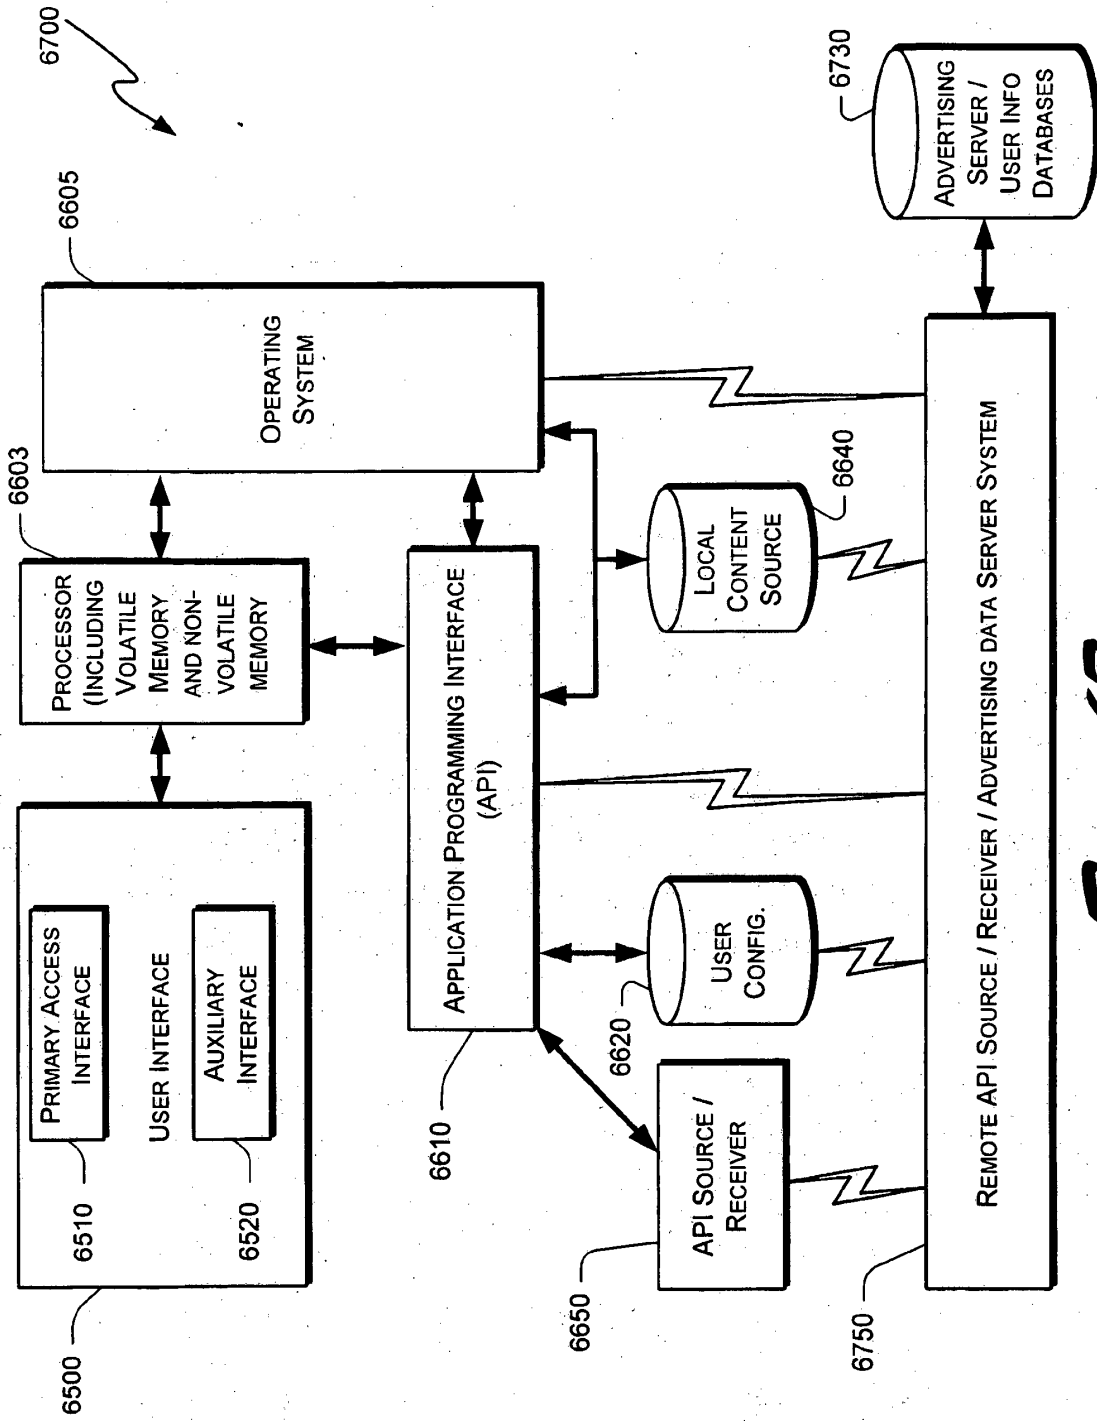 6700
6500
6510
PRIMARY ACCESS
INTERFACE
USER INTERFACE
6520
AUXILIARY
INTERFACE
6603
PROCESSOR
(INCLUDING
VOLATILE
MEMORY
AND NON-
VOLATILE
MEMORY
6605
OPERATING
SYSTEM
6610
APPLICATION PROGRAMMING INTERFACE
(API)
6650
API SOURCE /
RECEIVER
6620
USER
CONFIG.
6640
LOCAL
CONTENT
SOURCE
6730
ADVERTISING
SERVER /
USER INFO
DATABASES
6750
REMOTE API SOURCE / RECEIVER / ADVERTISING DATA SERVER SYSTEM